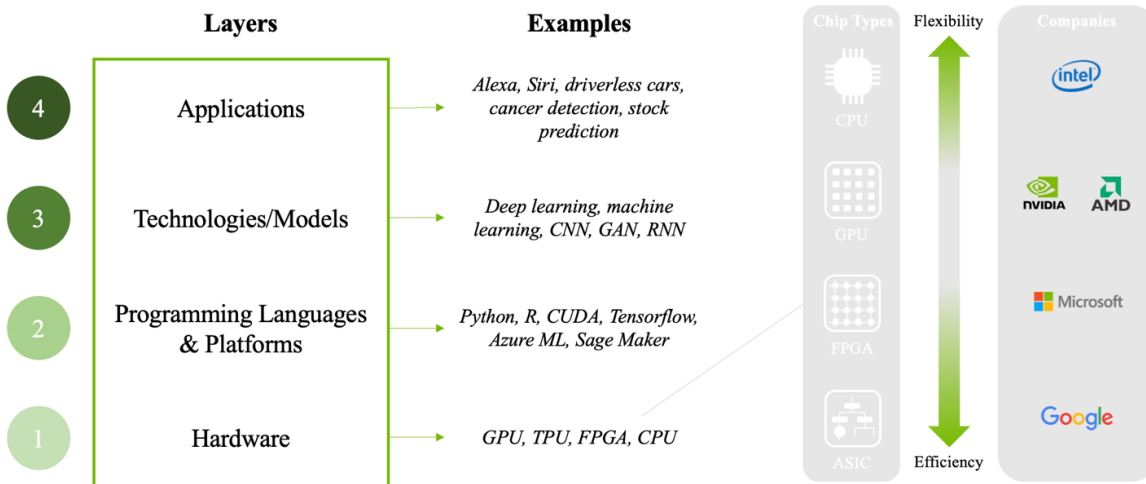 Layers
Examples
Chip Types
Flexibility
Companies
4
Applications
Alexa, Siri, driverless cars,
cancer detection, stock
prediction
CPU
intel
3
Technologies/Models
Deep learning, machine
learning, CNN, GAN, RNN
GPU
NVIDIA
AMD
2
Programming Languages
& Platforms
Python, R, CUDA, Tensorflow,
Azure ML, Sage Maker
FPGA
Microsoft
1
Hardware
GPU, TPU, FPGA, CPU
ASIC
Google
Efficiency